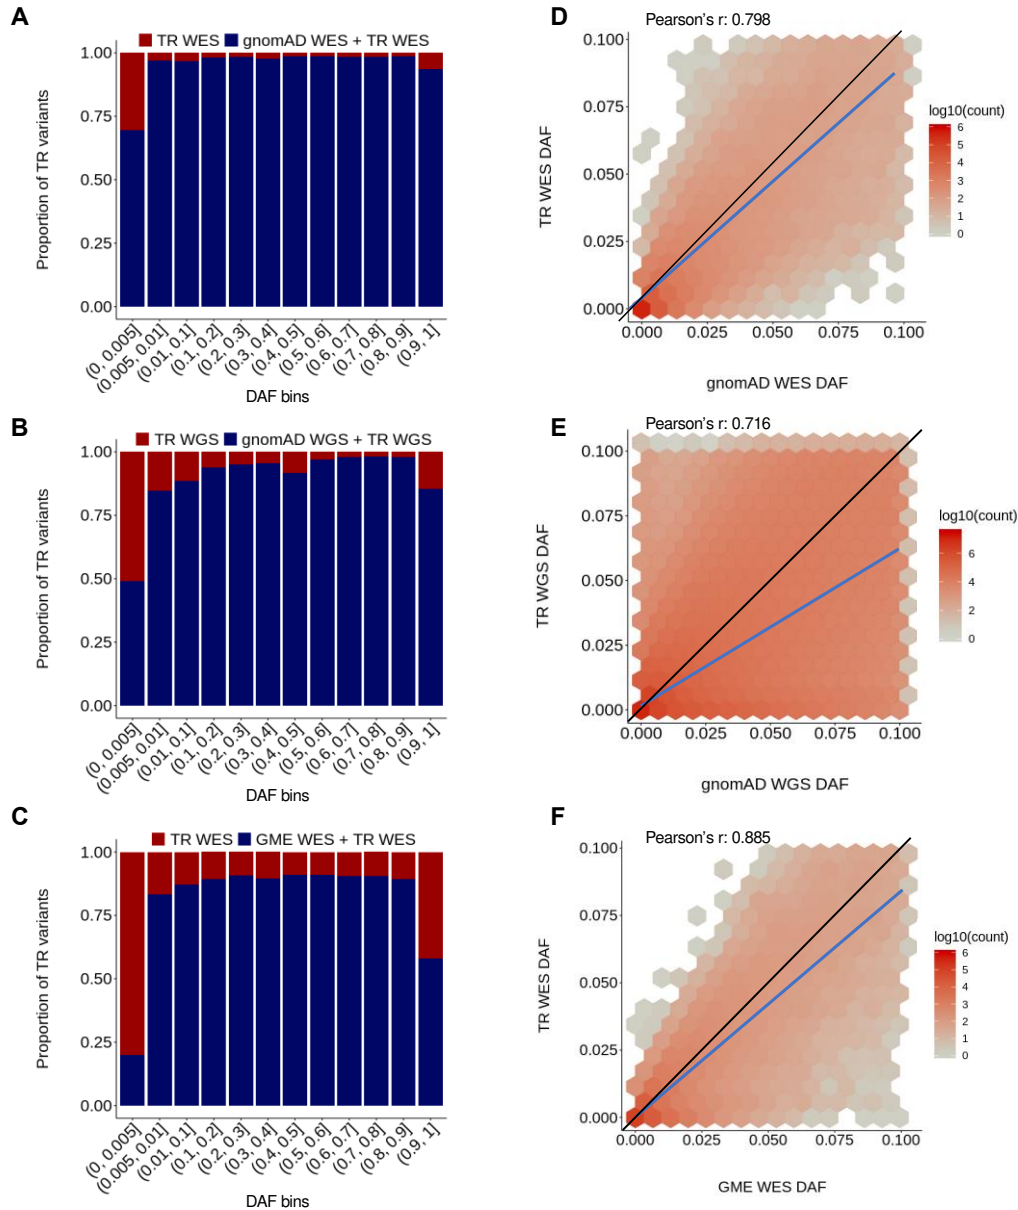 A
TR WES gnomAD WES + TR WES
Proportion of TR variants
1.00
0.75
0.50
0.25
0.00
(0, 0.005]
(0.005, 0.01]
(0.01, 0.1]
(0.1, 0.2]
(0.2, 0.3]
(0.3, 0.4]
(0.4, 0.5]
(0.5, 0.6]
(0.6, 0.7]
(0.7, 0.8]
(0.8, 0.9]
(0.9, 1]
DAF bins
D
Pearson's r: 0.798
TR WES DAF
0.100
0.075
0.050
0.025
0.000
0.000 0.025 0.050 0.075 0.100
gnomAD WES DAF
log10(count)
6
5
4
3
2
1
0
B
TR WGS gnomAD WGS + TR WGS
Proportion of TR variants
1.00
0.75
0.50
0.25
0.00
(0, 0.005]
(0.005, 0.01]
(0.01, 0.1]
(0.1, 0.2]
(0.2, 0.3]
(0.3, 0.4]
(0.4, 0.5]
(0.5, 0.6]
(0.6, 0.7]
(0.7, 0.8]
(0.8, 0.9]
(0.9, 1]
DAF bins
E
Pearson's r: 0.716
TR WGS DAF
0.100
0.075
0.050
0.025
0.000
0.000 0.025 0.050 0.075 0.100
gnomAD WGS DAF
log10(count)
6
4
2
0
C
TR WES GME WES + TR WES
Proportion of TR variants
1.00
0.75
0.50
0.25
0.00
(0, 0.005]
(0.005, 0.01]
(0.01, 0.1]
(0.1, 0.2]
(0.2, 0.3]
(0.3, 0.4]
(0.4, 0.5]
(0.5, 0.6]
(0.6, 0.7]
(0.7, 0.8]
(0.8, 0.9]
(0.9, 1]
DAF bins
F
Pearson's r: 0.885
TR WES DAF
0.100
0.075
0.050
0.025
0.000
0.000 0.025 0.050 0.075 0.100
GME WES DAF
log10(count)
6
5
4
3
2
1
0